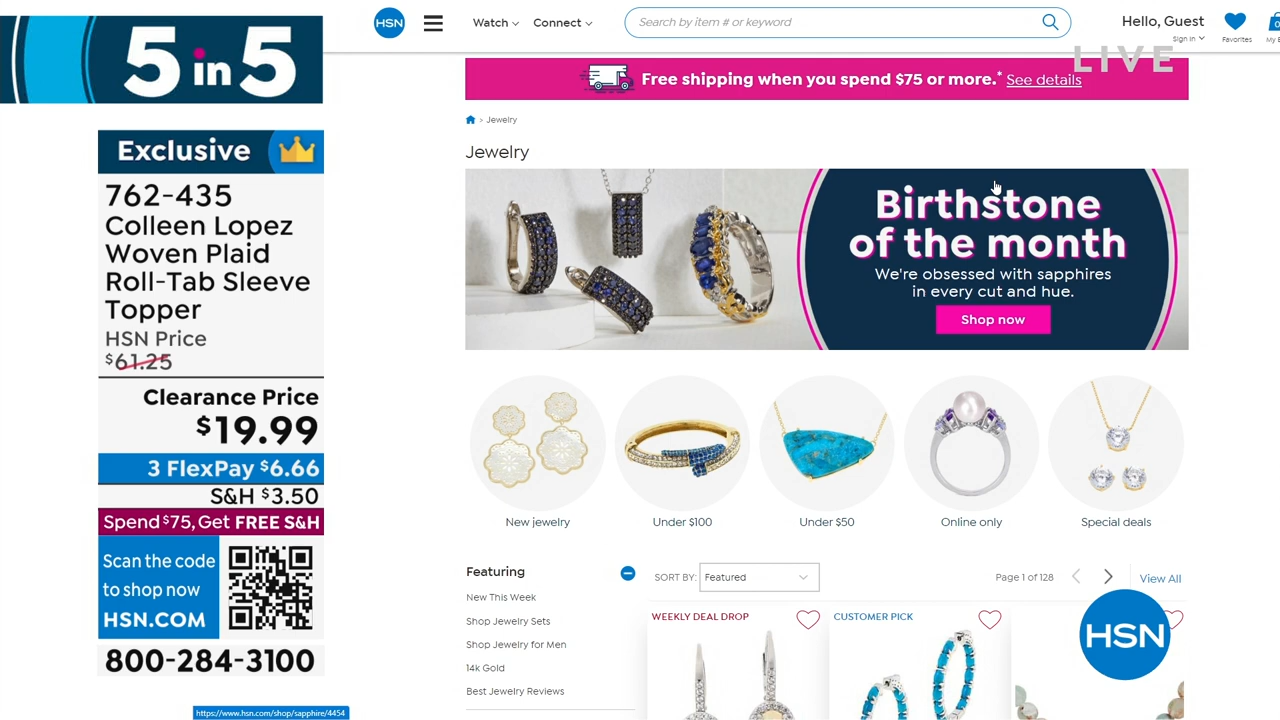 5 in 5
Exclusive
762-435
Colleen Lopez
Woven Plaid
Roll-Tab Sleeve
Topper
HSN Price
$61.25
Clearance Price
$19.99
3 FlexPay $6.66
S&H $3.50
Spend $75, Get FREE S&H
Scan the code
to shop now
HSN.COM
800-284-3100
HSN
Watch
Connect
Search by item # or keyword
Hello, Guest
Sign In
Favorites
LIVE
Free shipping when you spend $75 or more.* See details
> Jewelry
Jewelry
Birthstone
of the month
We're obsessed with sapphires
in every cut and hue.
Shop now
New jewelry
Under $100
Under $50
Online only
Special deals
Featuring
New This Week
Shop Jewelry Sets
Shop Jewelry for Men
14k Gold
Best Jewelry Reviews
SORT BY: Featured
Page 1 of 128
View All
WEEKLY DEAL DROP
CUSTOMER PICK
HSN
https://www.hsn.com/shop/sapphire/4454